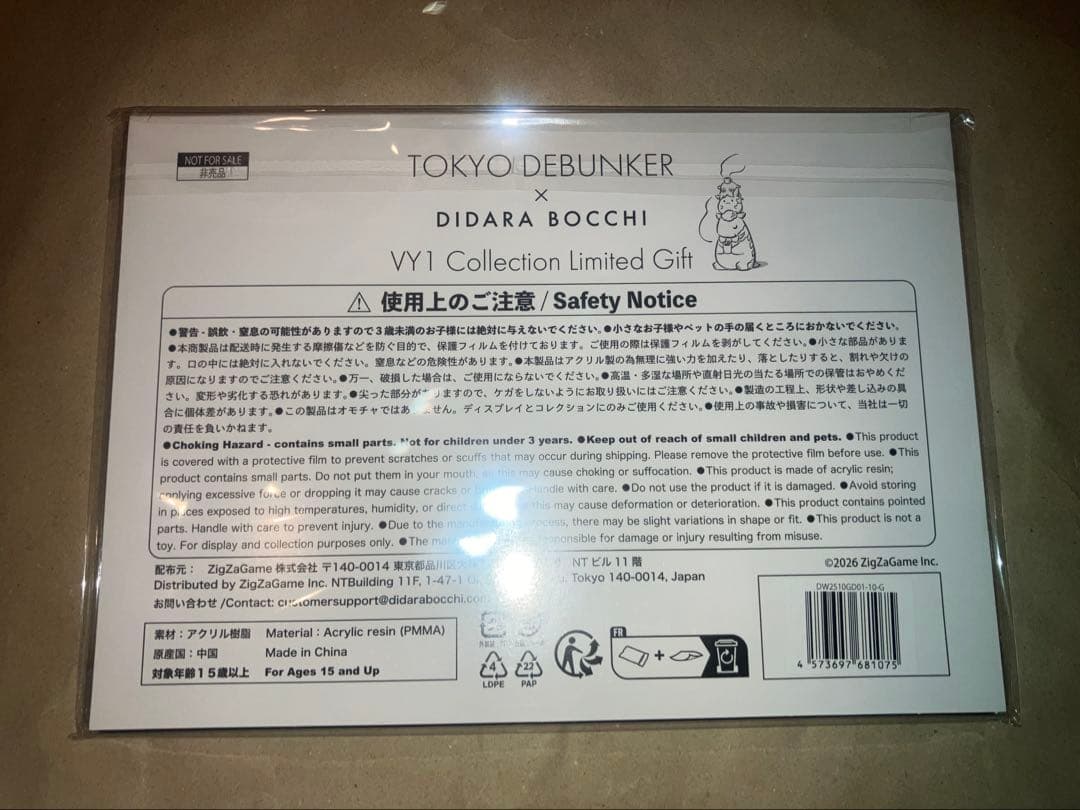 NOT FOR SALE
非売品
TOKYO DEBUNKER
×
DIDARA BOCCHI
VY1 Collection Limited Gift
⚠ 使用上のご注意 / Safety Notice
●警告 - 誤飲・窒息の可能性がありますので3歳未満のお子様には絶対に与えないでください。●小さなお子様やペットの手の届くところにおかないでください。
●本商品は配送時に発生する摩擦傷などを防ぐ目的で、保護フィルムを付けております。ご使用の際は保護フィルムを剥がしてください。●小さな部品がありま
す。口の中には絶対に入れないでください。窒息などの危険性があります。●本製品はアクリル製の為無理に強い力を加えたり、落としたりすると、割れや欠けの
原因になりますのでご注意ください。●万一、破損した場合は、ご使用にならないでください。●高温・多湿な場所や直射日光の当たる場所での保管はおやめくだ
さい。変形や劣化する恐れがあります。●尖った部分がありますので、ケガをしないようにお取り扱いにはご注意ください。●製造の工程上、形状や差し込みの具
合に個体差があります。●この製品はオモチャではありません。ディスプレイとコレクションにのみご使用ください。●使用上の事故や損害について、当社は一切
の責任を負いかねます。
●Choking Hazard - contains small parts. Not for children under 3 years. ●Keep out of reach of small children and pets. ●This product
is covered with a protective film to prevent scratches or scuffs that may occur during shipping. Please remove the protective film before use. ●This
product contains small parts. Do not put them in your mouth, as this may cause choking or suffocation. ●This product is made of acrylic resin;
applying excessive force or dropping it may cause cracks or Handle with care. ●Do not use the product if it is damaged. ●Avoid storing
in places exposed to high temperatures, humidity, or direct this may cause deformation or deterioration. ●This product contains pointed
parts. Handle with care to prevent injury. ●Due to the manufacturing process, there may be slight variations in shape or fit. ●This product is not a
toy. For display and collection purposes only. ●The responsible for damage or injury resulting from misuse.
配布元： ZigZaGame 株式会社 〒140-0014 東京都品川区 NT ビル 11 階
©2026 ZigZaGame Inc.
Distributed by ZigZaGame Inc. NTBuilding 11F, 1-47-1 Tokyo 140-0014, Japan
お問い合わせ /Contact: customersupport@didarabocchi.com
素材：アクリル樹脂 Material : Acrylic resin (PMMA)
原産国：中国 Made in China
対象年齢15歳以上 For Ages 15 and Up
4
LDPE
22
PAP
FR
+
DW2510GD01-10-G
4 573697 681075